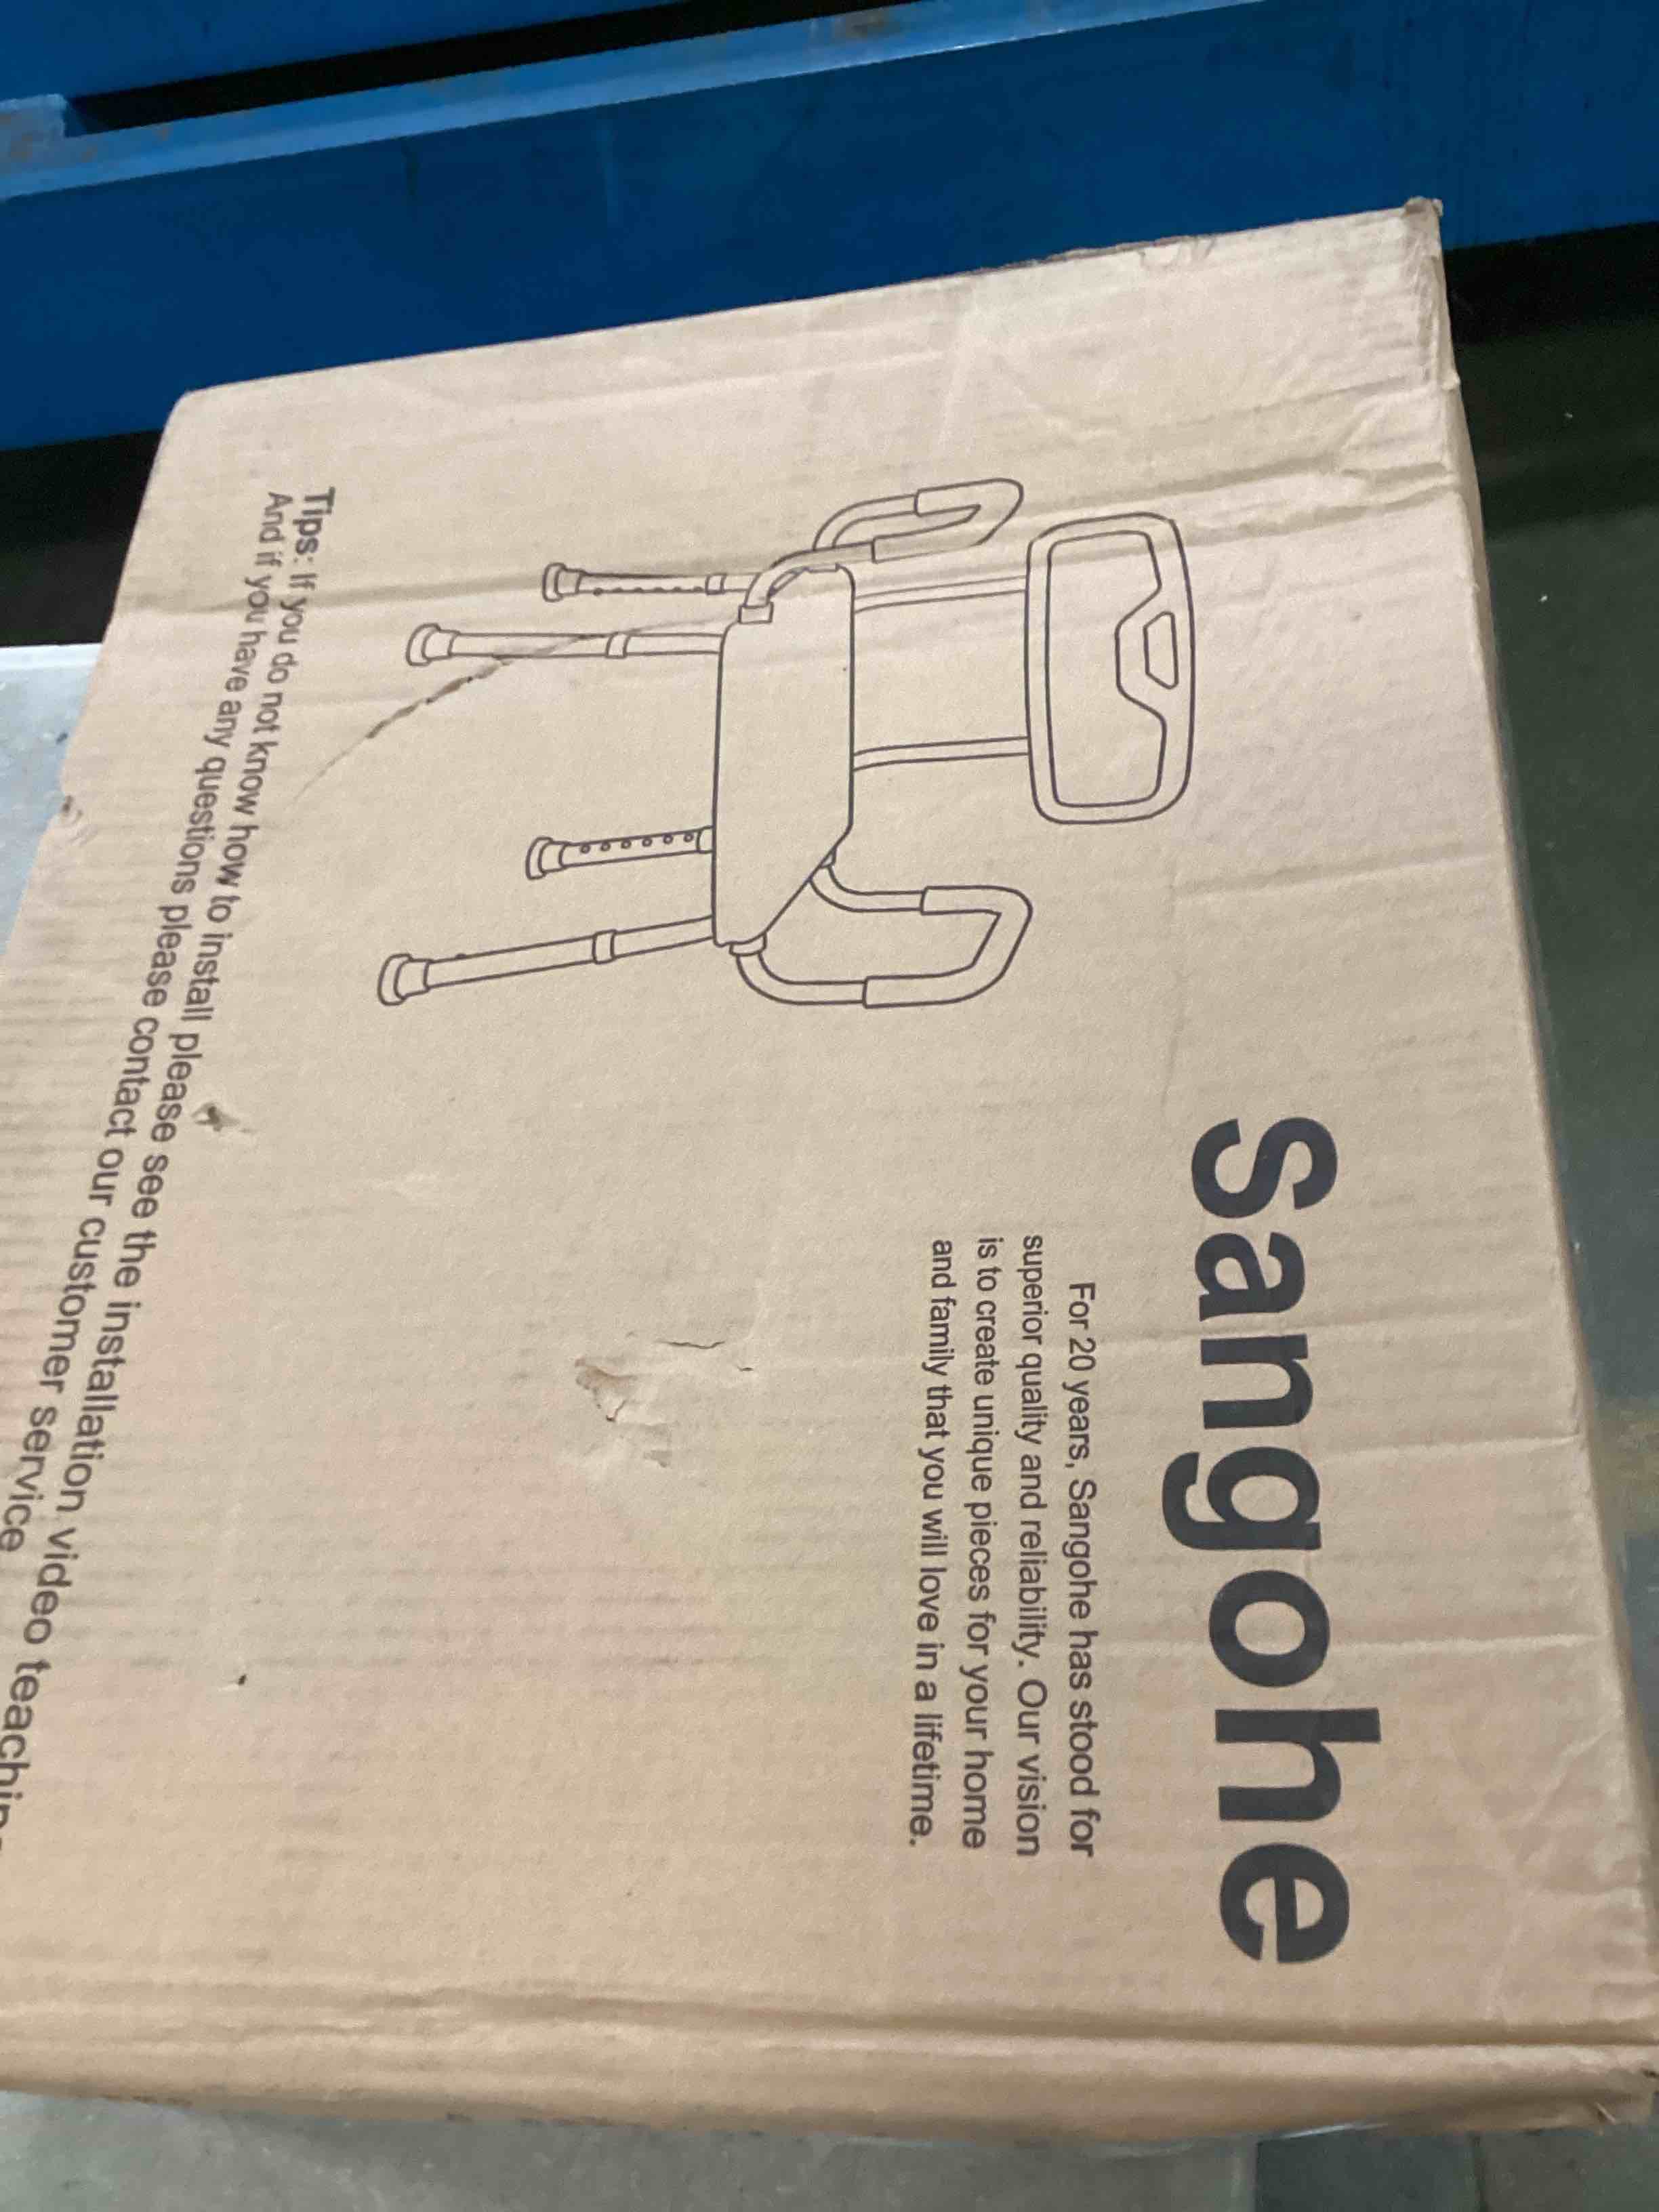 Sangohe
For 20 years, Sangohe has stood for
superior quality and reliability. Our vision
is to create unique pieces for your home
and family that you will love in a lifetime.
Tips: If you do not know how to install please see the installation video teaching
And if you have any questions please contact our customer service